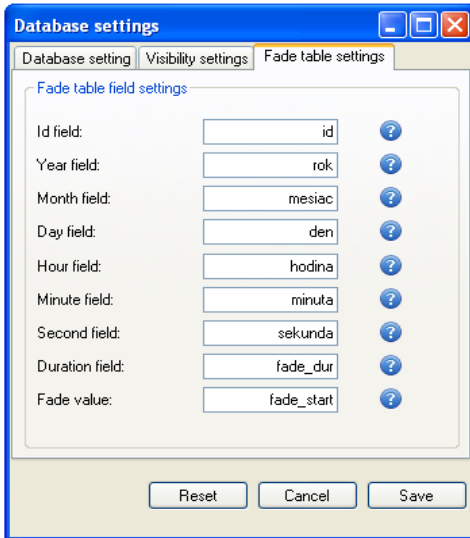 Database settings
Database setting Visibility settings Fade table settings
Fade table field settings
Id field: id ?
Year field: rok ?
Month field: mesiac ?
Day field: den ?
Hour field: hodina ?
Minute field: minuta ?
Second field: sekunda ?
Duration field: fade_dur ?
Fade value: fade_start ?
Reset Cancel Save